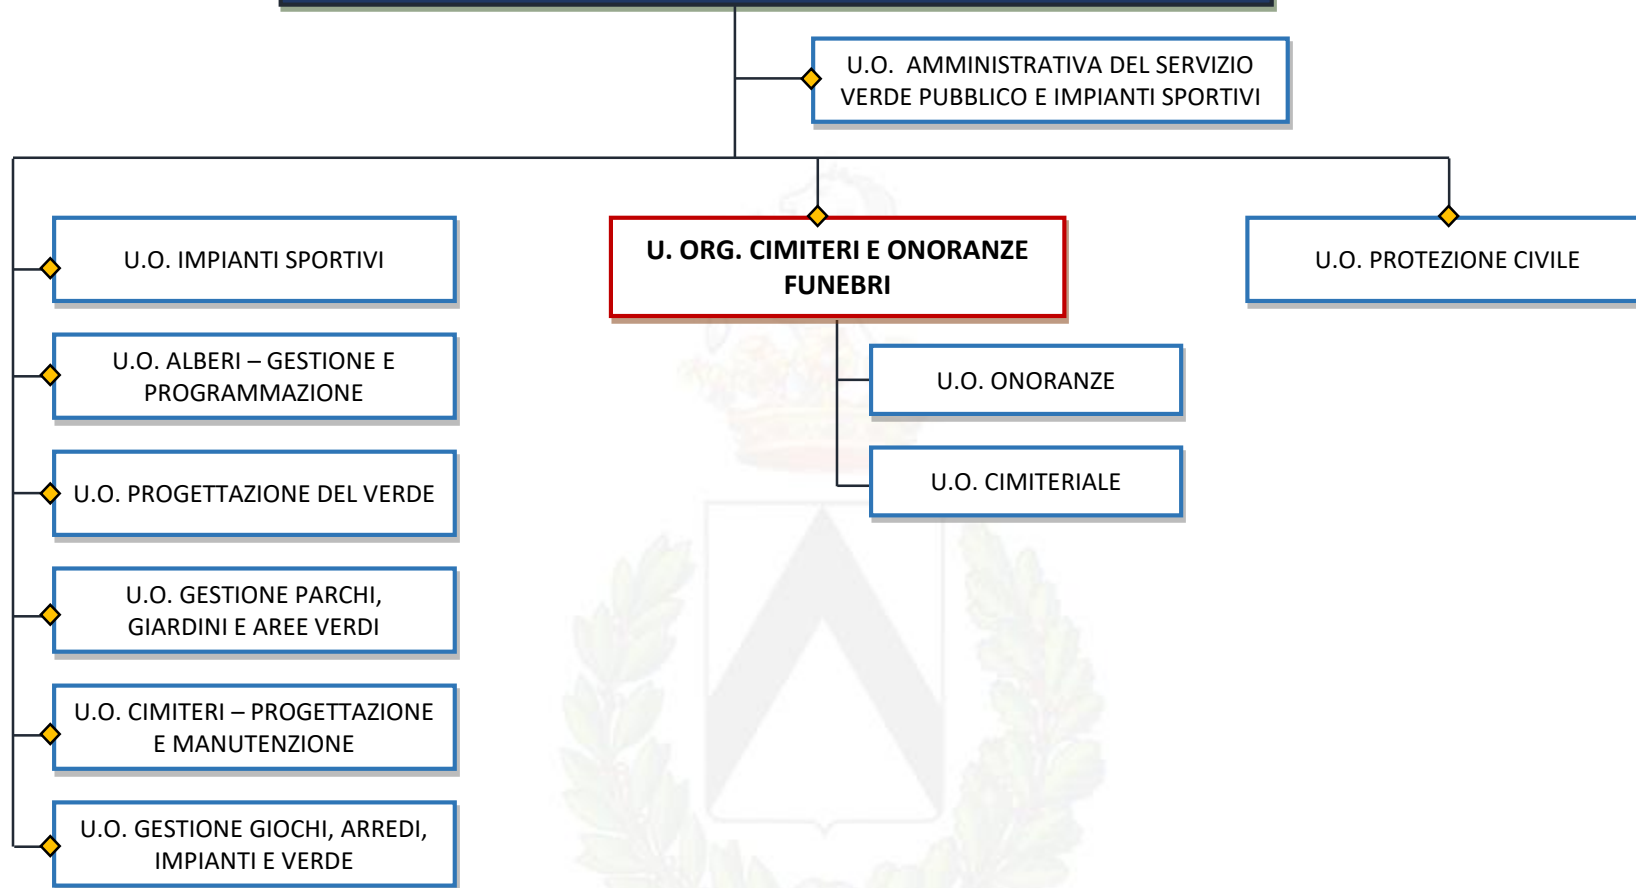 U.O. AMMINISTRATIVA DEL SERVIZIO
VERDE PUBBLICO E IMPIANTI SPORTIVI
U.O. IMPIANTI SPORTIVI
U.O. ALBERI – GESTIONE E
PROGRAMMAZIONE
U.O. PROGETTAZIONE DEL VERDE
U.O. GESTIONE PARCHI,
GIARDINI E AREE VERDI
U.O. CIMITERI – PROGETTAZIONE
E MANUTENZIONE
U.O. GESTIONE GIOCHI, ARREDI,
IMPIANTI E VERDE
U. ORG. CIMITERI E ONORANZE
FUNEBRI
U.O. ONORANZE
U.O. CIMITERIALE
U.O. PROTEZIONE CIVILE